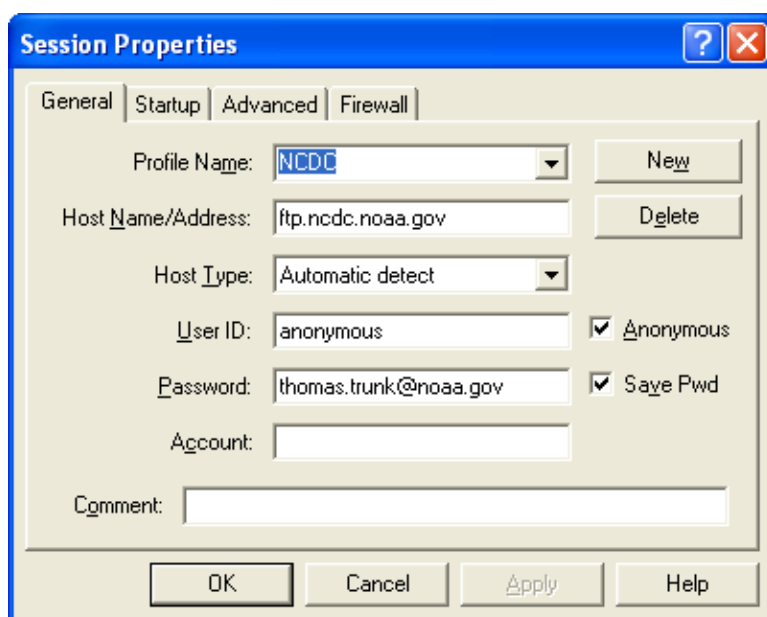 Session Properties
General Startup Advanced Firewall
Profile Name: NCDC New
Host Name/Address: ftp.ncdc.noaa.gov Delete
Host Type: Automatic detect
User ID: anonymous Anonymous
Password: thomas.trunk@noaa.gov Save Pwd
Account:
Comment:
OK Cancel Apply Help